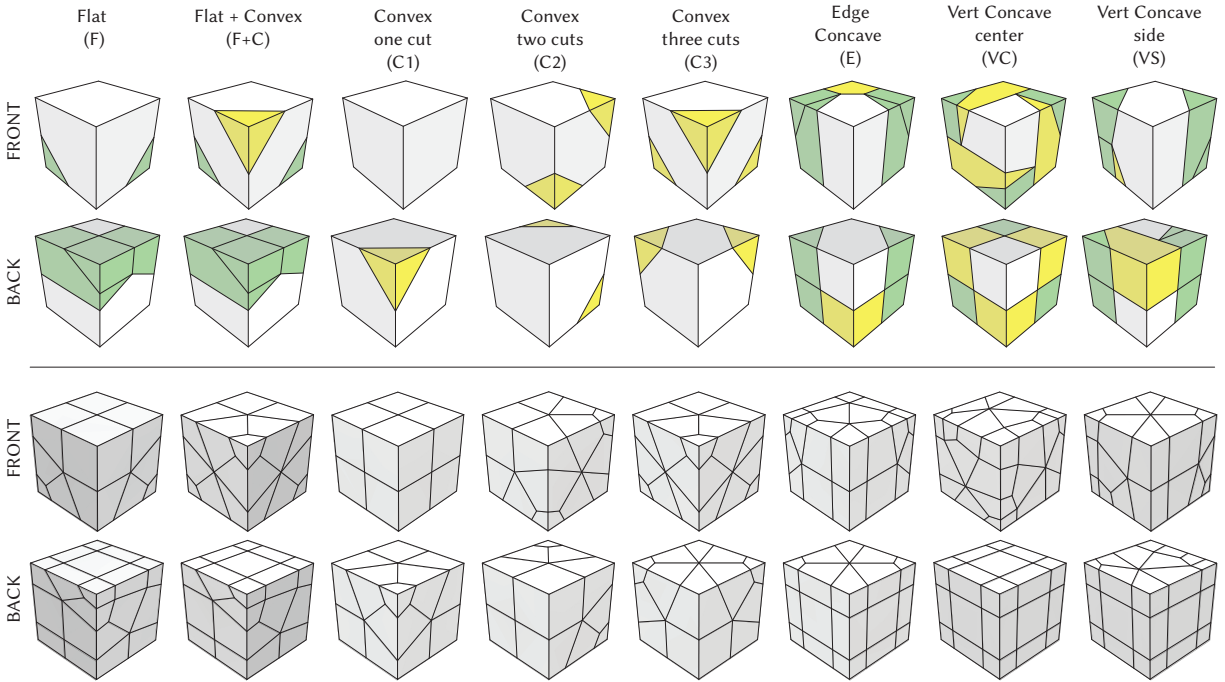 Flat
(F)
Flat + Convex
(F+C)
Convex
one cut
(C1)
Convex
two cuts
(C2)
Convex
three cuts
(C3)
Edge
Concave
(E)
Vert Concave
center
(VC)
Vert Concave
side
(VS)
FRONT
BACK
FRONT
BACK